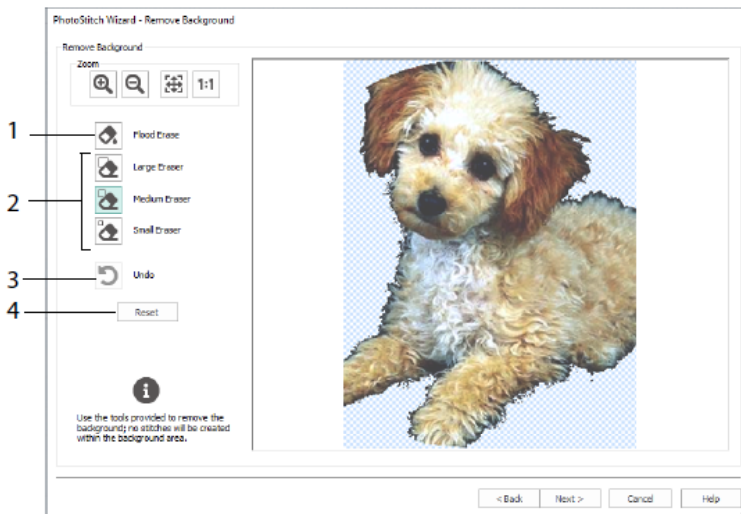 PhotoStitch Wizard - Remove Background
Remove Background
Zoom
1:1
1
Flood Erase
2
Large Eraser
Medium Eraser
Small Eraser
3
Undo
4
Reset
Use the tools provided to remove the
background; no stitches will be created
within the background area.
< Back
Next >
Cancel
Help